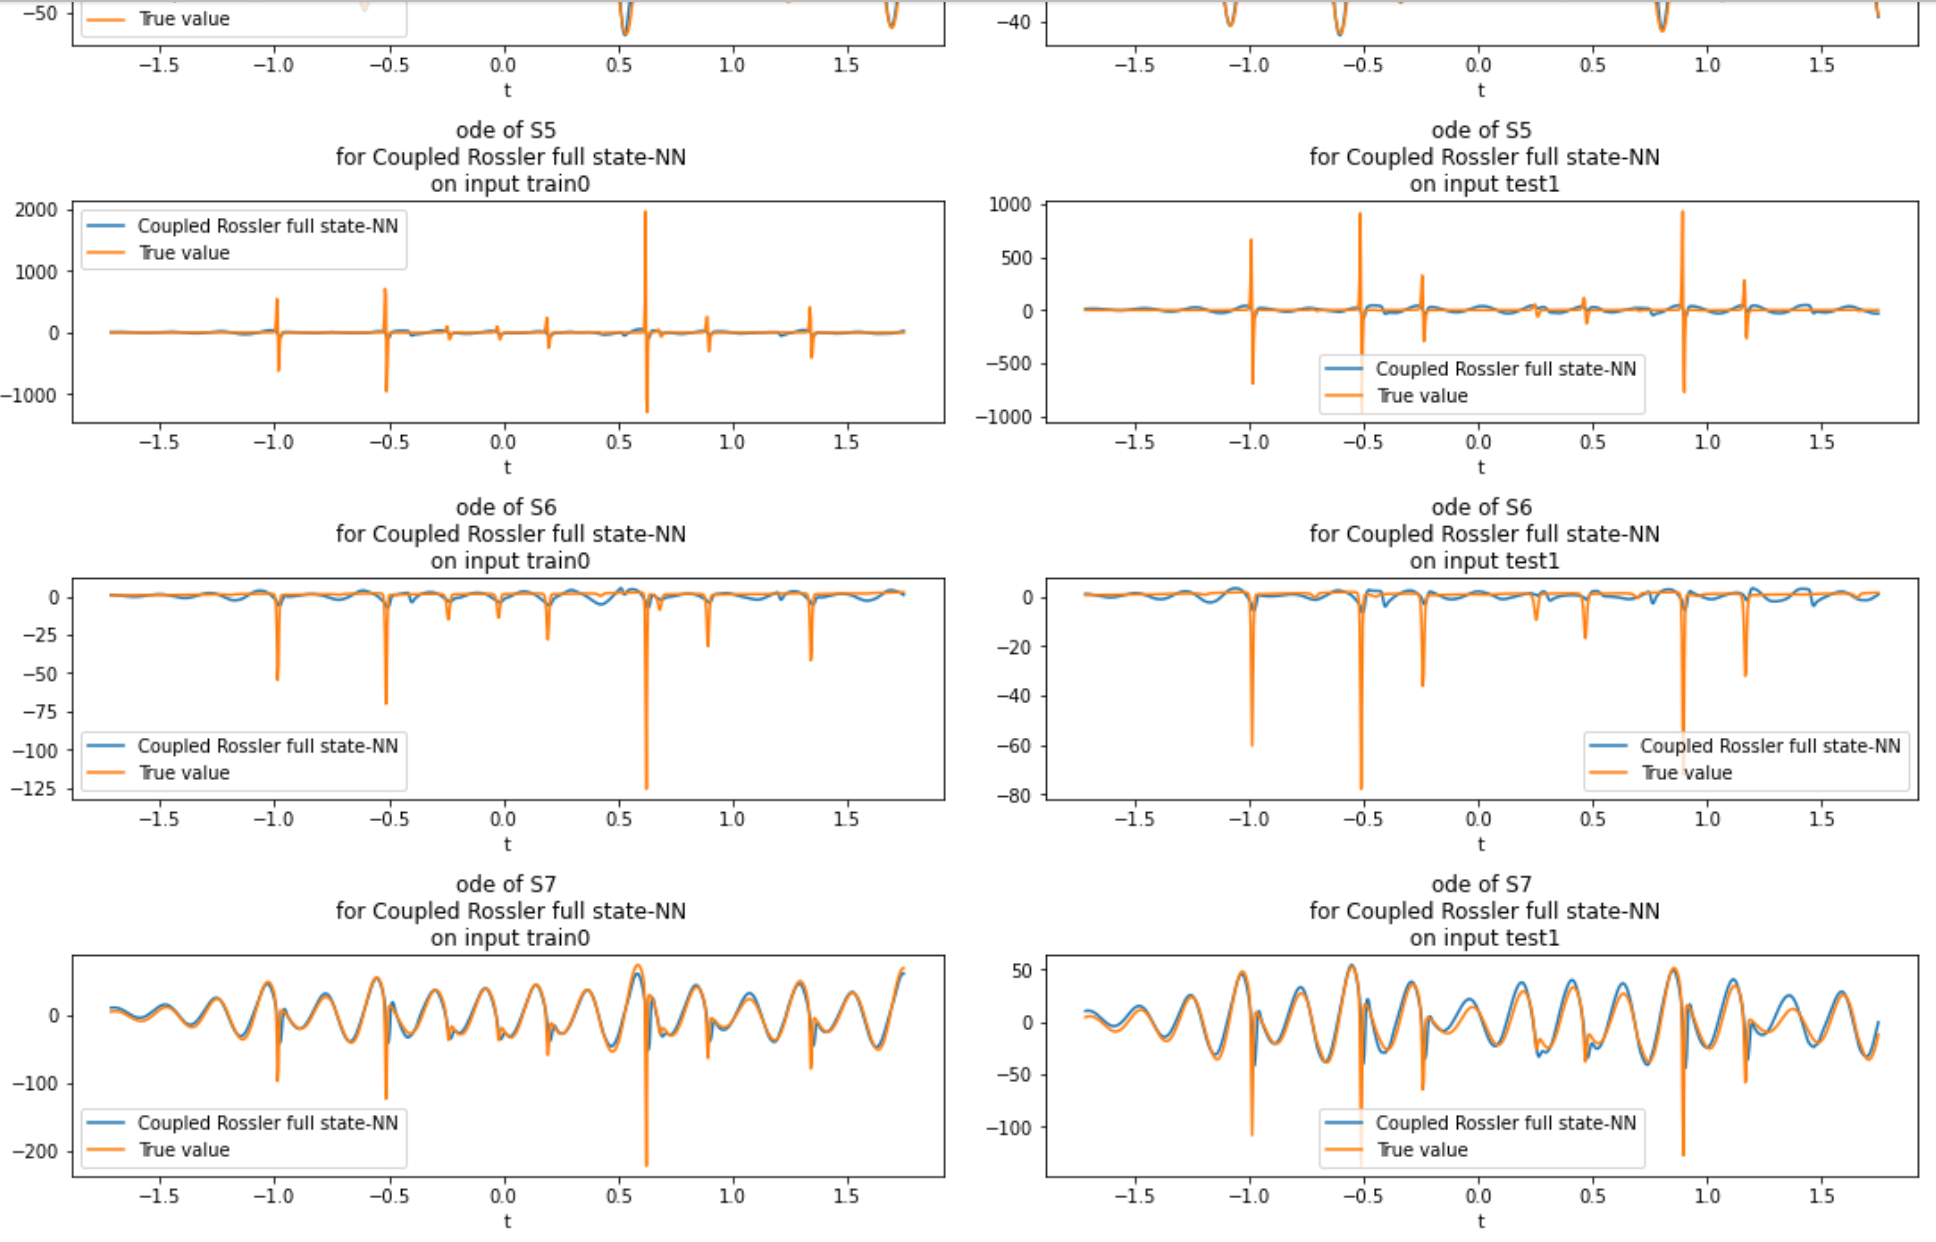 −50
True value
−1.5 −1.0 −0.5 0.0 0.5 1.0 1.5
t
−40
−1.5 −1.0 −0.5 0.0 0.5 1.0 1.5
t
ode of S5
for Coupled Rossler full state-NN
on input train0
2000
1000
0
−1000
Coupled Rossler full state-NN
True value
−1.5 −1.0 −0.5 0.0 0.5 1.0 1.5
t
ode of S5
for Coupled Rossler full state-NN
on input test1
1000
500
0
−500
−1000
Coupled Rossler full state-NN
True value
−1.5 −1.0 −0.5 0.0 0.5 1.0 1.5
t
ode of S6
for Coupled Rossler full state-NN
on input train0
0
−25
−50
−75
−100
−125
Coupled Rossler full state-NN
True value
−1.5 −1.0 −0.5 0.0 0.5 1.0 1.5
t
ode of S6
for Coupled Rossler full state-NN
on input test1
0
−20
−40
−60
−80
Coupled Rossler full state-NN
True value
−1.5 −1.0 −0.5 0.0 0.5 1.0 1.5
t
ode of S7
for Coupled Rossler full state-NN
on input train0
0
−100
−200
Coupled Rossler full state-NN
True value
−1.5 −1.0 −0.5 0.0 0.5 1.0 1.5
t
ode of S7
for Coupled Rossler full state-NN
on input test1
50
0
−50
−100
Coupled Rossler full state-NN
True value
−1.5 −1.0 −0.5 0.0 0.5 1.0 1.5
t